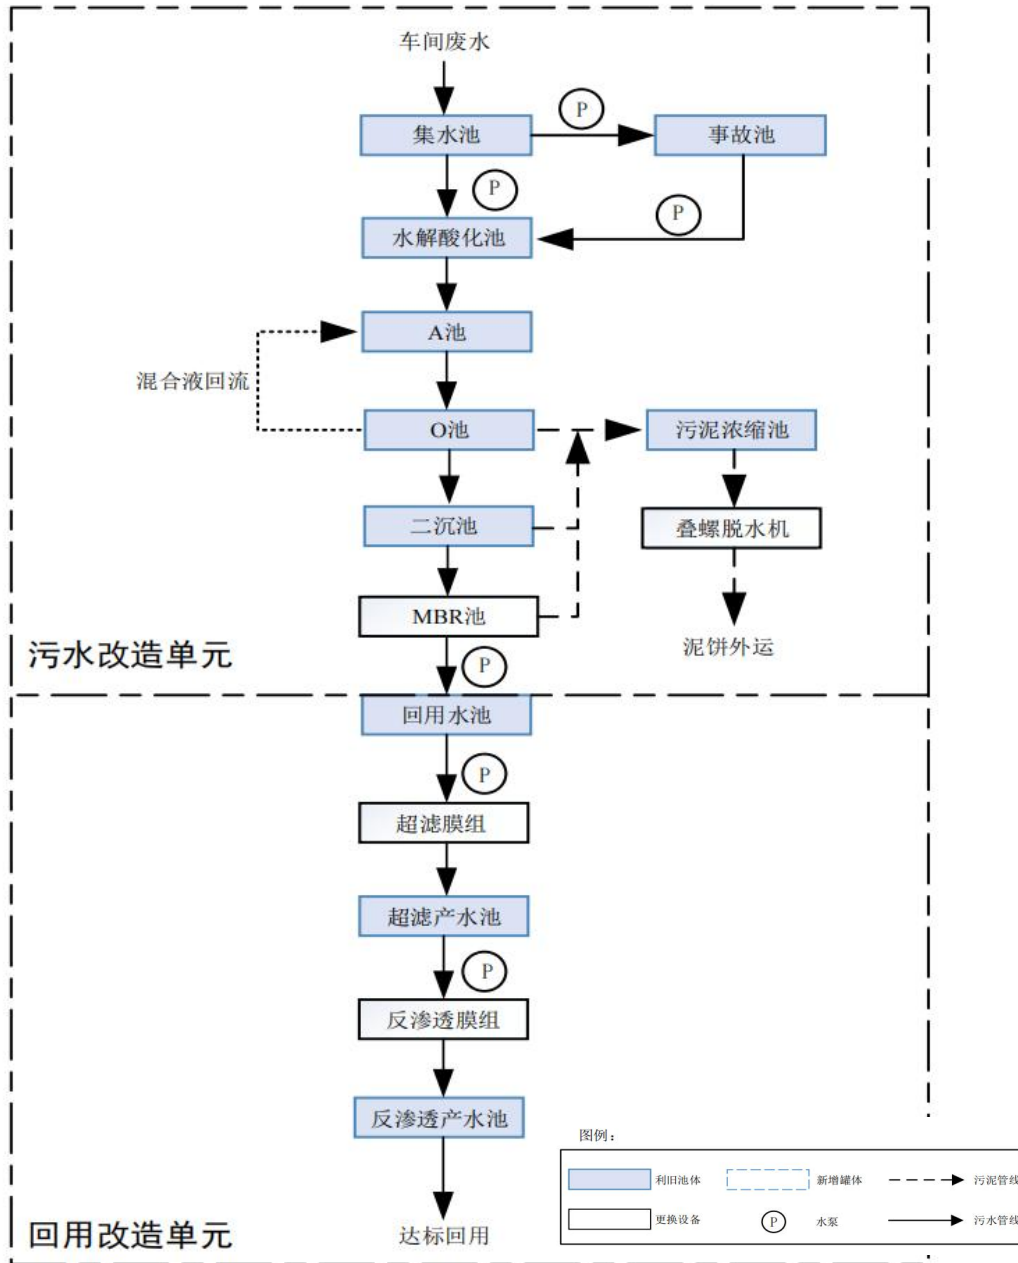 车间废水
P
集水池
事故池
P
P
水解酸化池
A池
混合液回流
O池
污泥浓缩池
二沉池
叠螺脱水机
MBR池
污水改造单元
泥饼外运
P
回用水池
P
超滤膜组
超滤产水池
P
反渗透膜组
反渗透产水池
图例：
利旧池体
新增罐体
污泥管线
更换设备
P
水泵
污水管线
回用改造单元
达标回用